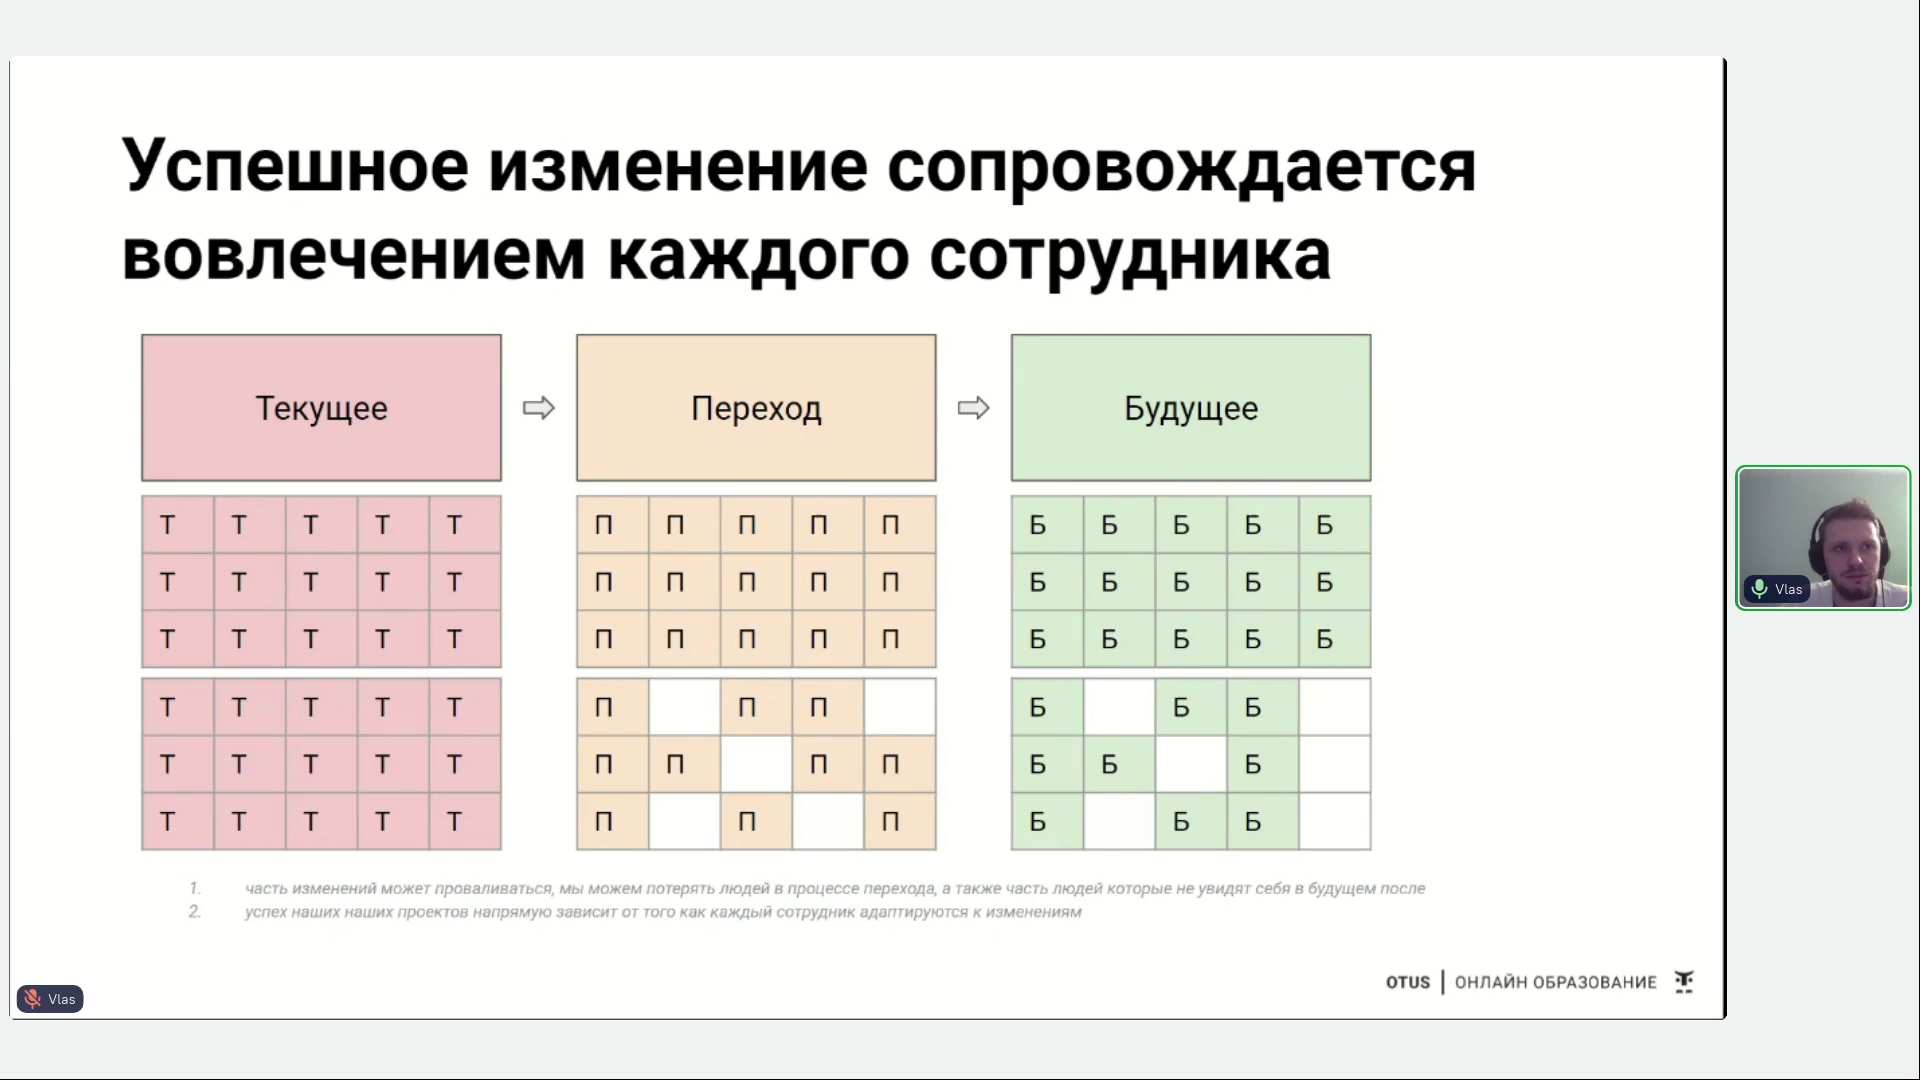 Успешное изменение сопровождается
вовлечением каждого сотрудника
Текущее
Переход
Будущее
Т Т Т Т Т П П П П П Б Б Б Б Б
Т Т Т Т Т П П П П П Б Б Б Б Б
Т Т Т Т Т П П П П П Б Б Б Б Б
Т Т Т Т Т П П П Б Б Б
Т Т Т Т Т П П П П Б Б Б
Т Т Т Т Т П П П Б Б Б
1. часть изменений может проваливаться, мы можем потерять людей в процессе перехода, а также часть людей которые не увидят себя в будущем после
2. успех наших наших проектов напрямую зависит от того как каждый сотрудник адаптируются к изменениям
OTUS | ОНЛАЙН ОБРАЗОВАНИЕ
Vlas
Vlas